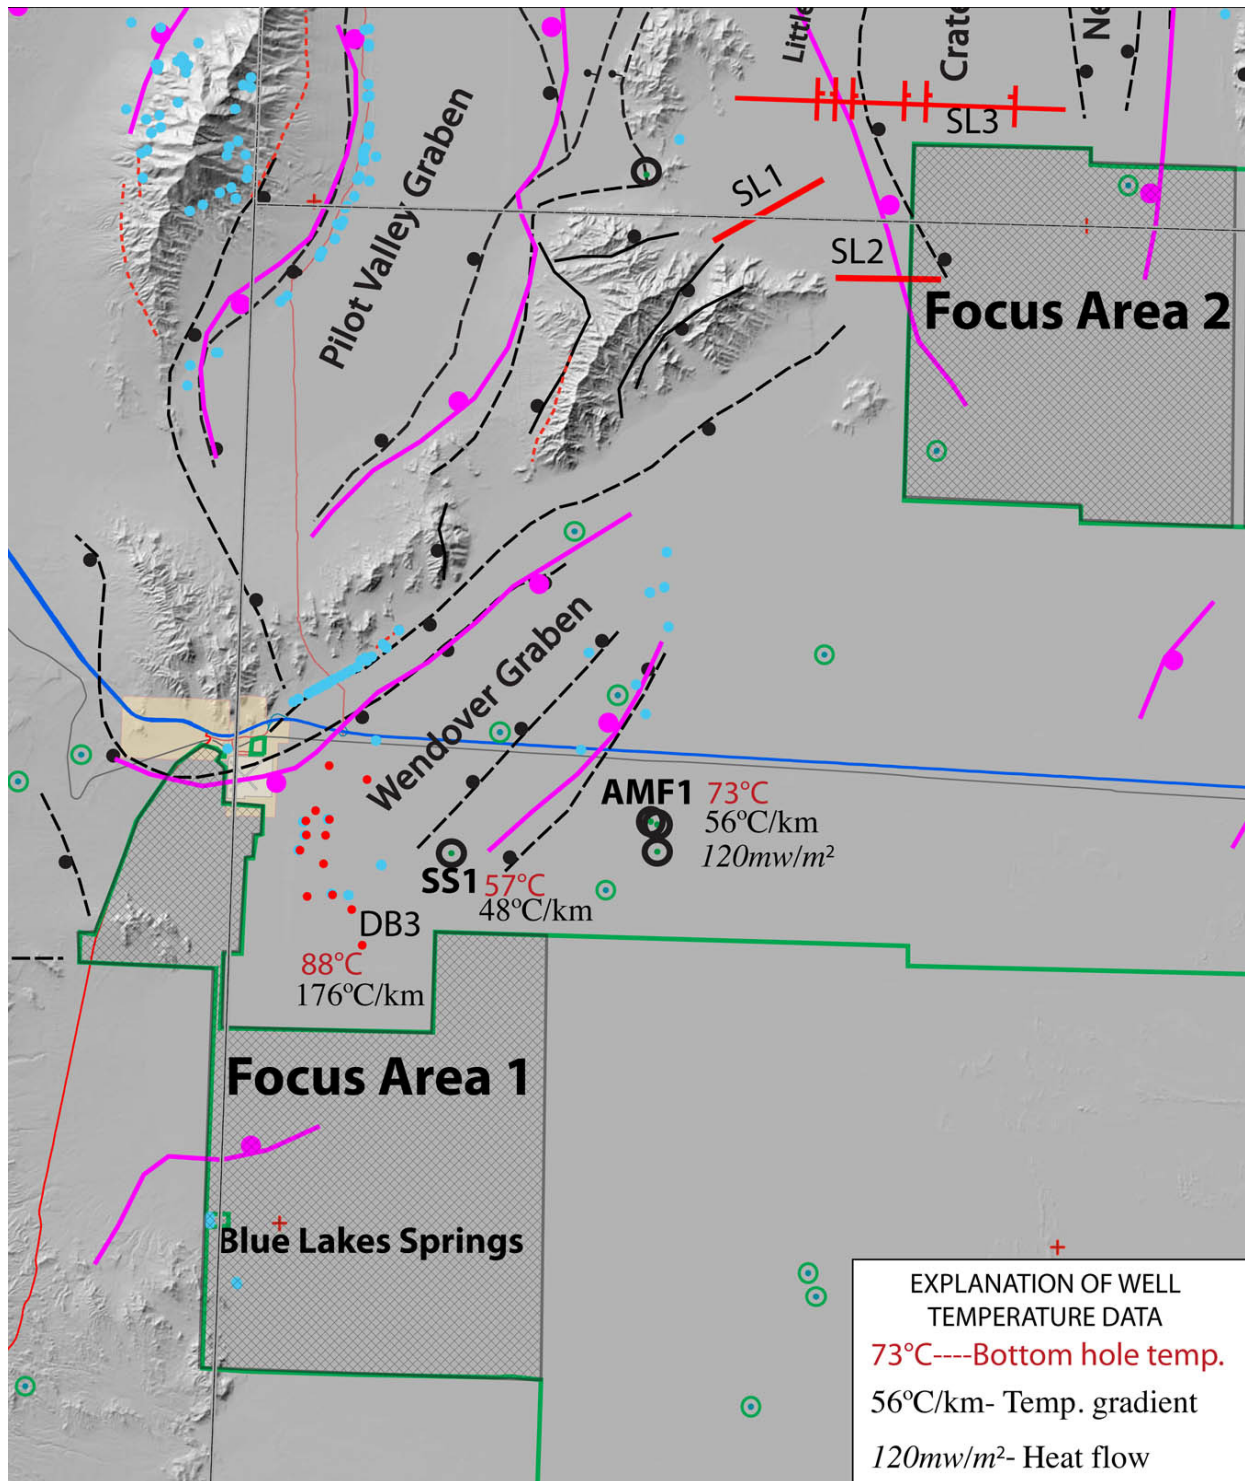 Little
Crate
Ne
SL3
Pilot Valley Graben
SL1
SL2
Focus Area 2
Wendover Graben
AMF1 73°C
56°C/km
120mw/m²
SS1 57°C
48°C/km
DB3
88°C
176°C/km
Focus Area 1
Blue Lakes Springs
EXPLANATION OF WELL
TEMPERATURE DATA
73°C----Bottom hole temp.
56°C/km- Temp. gradient
120mw/m²- Heat flow